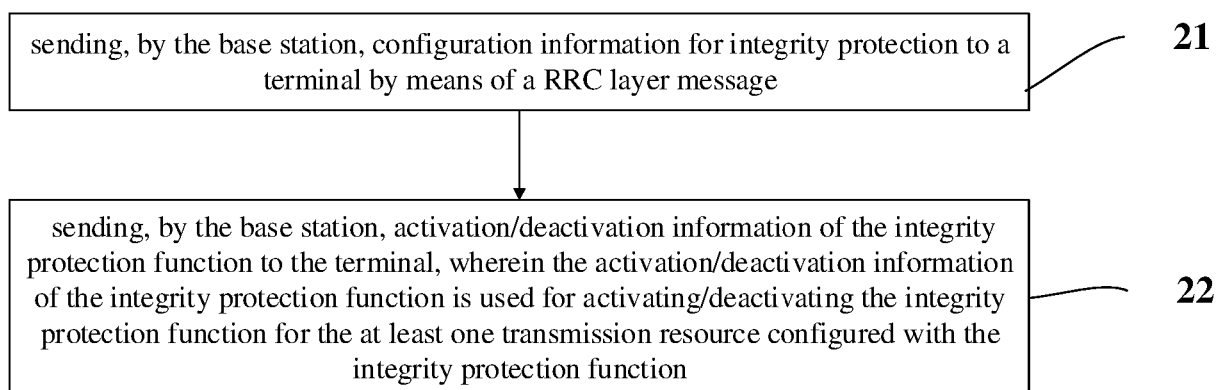 sending, by the base station, configuration information for integrity protection to a
terminal by means of a RRC layer message
21
sending, by the base station, activation/deactivation information of the integrity
protection function to the terminal, wherein the activation/deactivation information
of the integrity protection function is used for activating/deactivating the integrity
protection function for the at least one transmission resource configured with the
integrity protection function
22